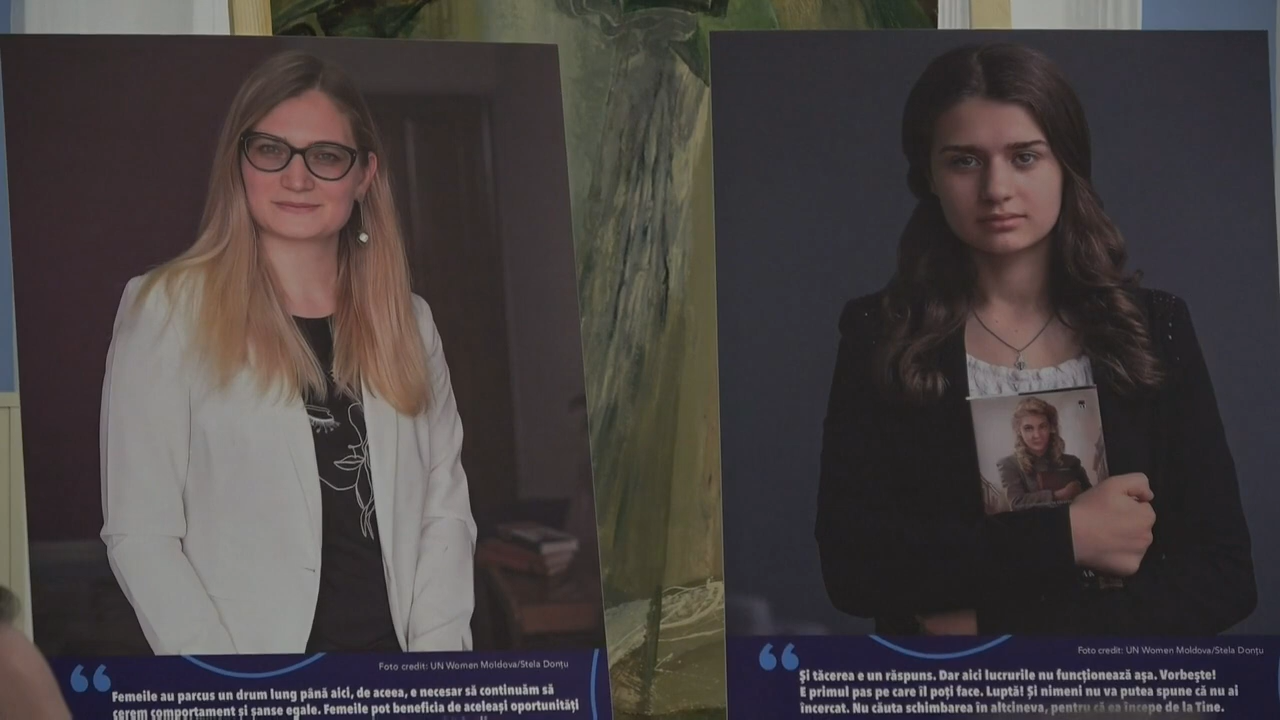 Foto credit: UN Women Moldova/Stela Donțu
Femeile au parcus un drum lung până aici, de aceea, e necesar să continuăm să
cerem comportament și șanse egale. Femeile pot beneficia de aceleași oportunități
Foto credit: UN Women Moldova/Stela Donțu
Și tăcerea e un răspuns. Dar aici lucrurile nu funcționează așa. Vorbește!
E primul pas pe care îl poți face. Luptă! Și nimeni nu va putea spune că nu ai
încercat. Nu căuta schimbarea în altcineva, pentru că ea începe de la Tine.